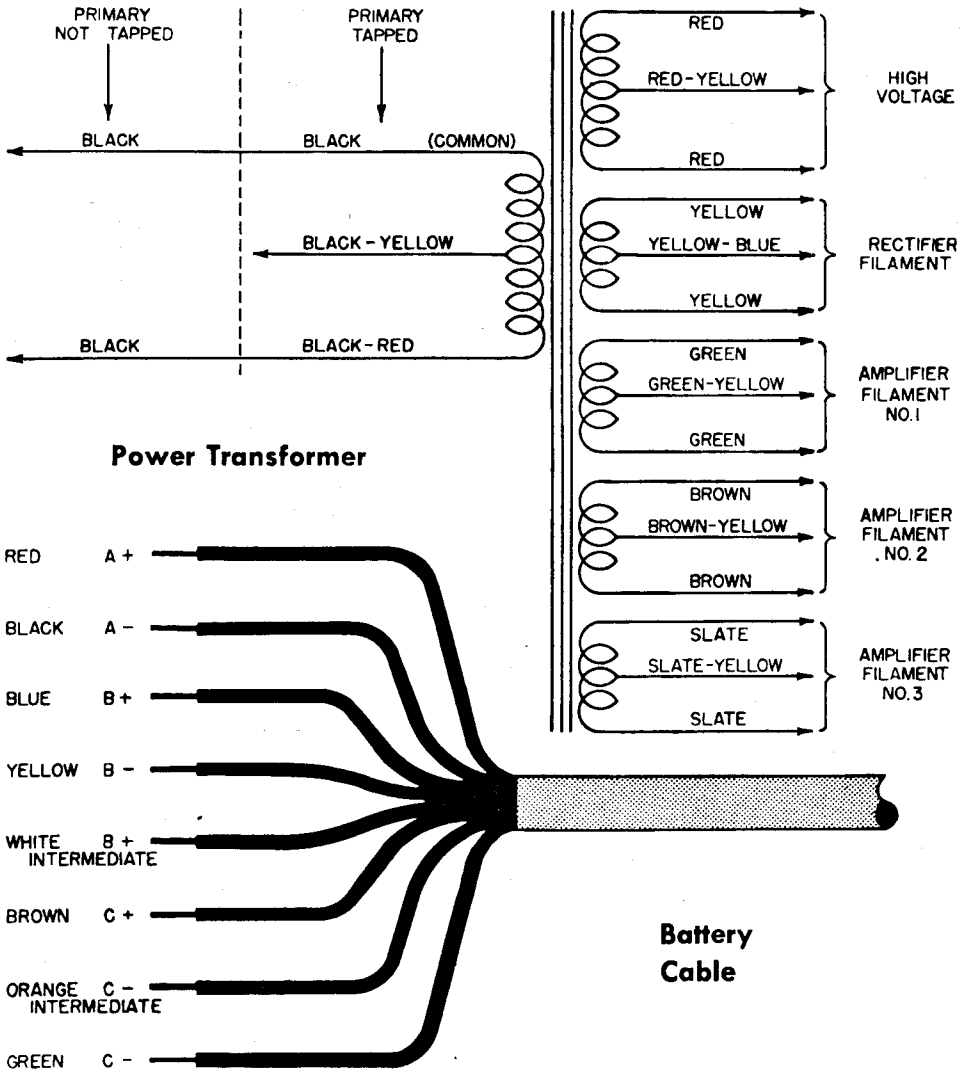 PRIMARY
NOT TAPPED
PRIMARY
TAPPED
BLACK
BLACK
(COMMON)
BLACK-YELLOW
BLACK
BLACK-RED
RED
RED-YELLOW
RED
HIGH
VOLTAGE
YELLOW
YELLOW-BLUE
YELLOW
RECTIFIER
FILAMENT
GREEN
GREEN-YELLOW
GREEN
AMPLIFIER
FILAMENT
NO.1
BROWN
BROWN-YELLOW
BROWN
AMPLIFIER
FILAMENT
NO.2
SLATE
SLATE-YELLOW
SLATE
AMPLIFIER
FILAMENT
NO.3
Power Transformer
RED A+
BLACK A-
BLUE B+
YELLOW B-
WHITE B+
INTERMEDIATE
BROWN C+
ORANGE C-
INTERMEDIATE
GREEN C-
Battery
Cable